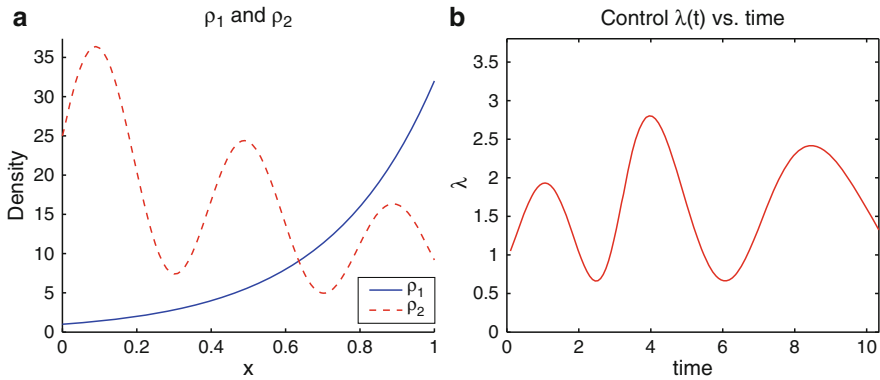 a
ρ₁ and ρ₂
Density
35
30
25
20
15
10
5
0
0
0.2
0.4
0.6
0.8
1
x
ρ₁
ρ₂
b
Control λ(t) vs. time
λ
3.5
3
2.5
2
1.5
1
0.5
0
0
2
4
6
8
10
time